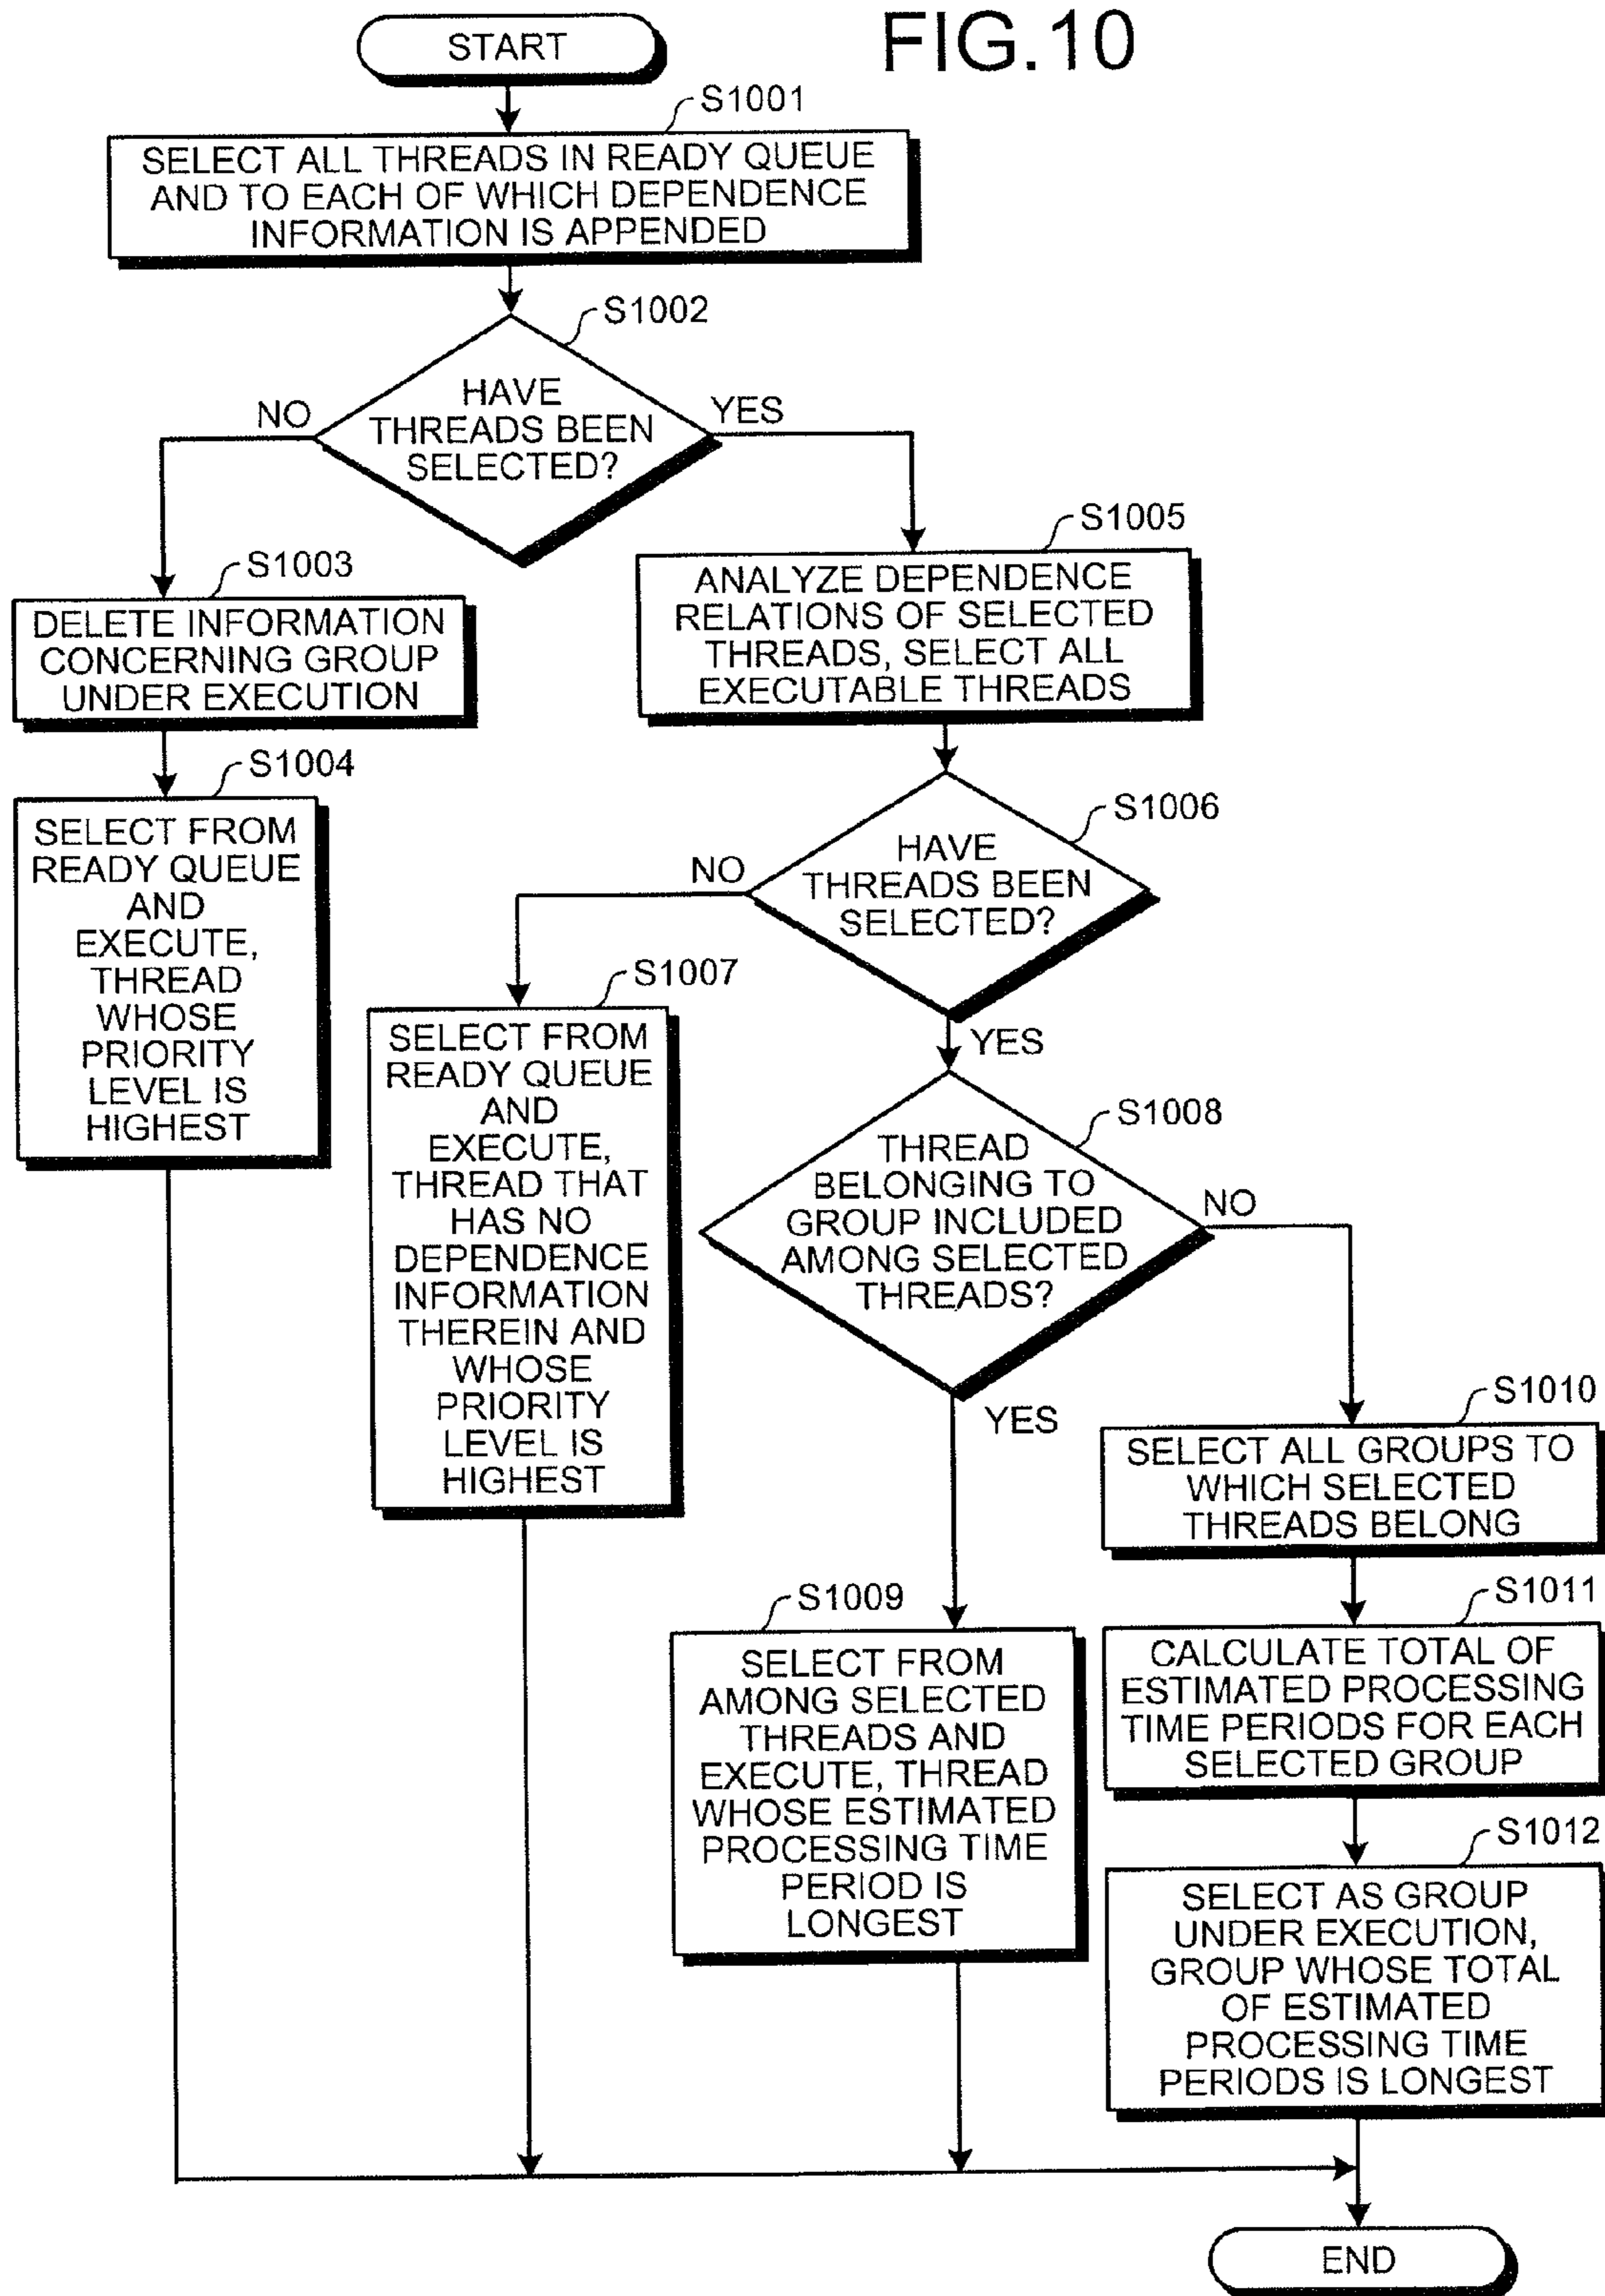 FIG.10
START
S1001
SELECT ALL THREADS IN READY QUEUE
AND TO EACH OF WHICH DEPENDENCE
INFORMATION IS APPENDED
S1002
HAVE
THREADS BEEN
SELECTED?
NO
YES
S1003
DELETE INFORMATION
CONCERNING GROUP
UNDER EXECUTION
S1004
SELECT FROM
READY QUEUE
AND
EXECUTE,
THREAD
WHOSE
PRIORITY
LEVEL IS
HIGHEST
S1005
ANALYZE DEPENDENCE
RELATIONS OF SELECTED
THREADS, SELECT ALL
EXECUTABLE THREADS
S1006
HAVE
THREADS BEEN
SELECTED?
NO
YES
S1007
SELECT FROM
READY QUEUE
AND
EXECUTE,
THREAD THAT
HAS NO
DEPENDENCE
INFORMATION
THEREIN AND
WHOSE
PRIORITY
LEVEL IS
HIGHEST
S1008
THREAD
BELONGING TO
GROUP INCLUDED
AMONG SELECTED
THREADS?
NO
YES
S1009
SELECT FROM
AMONG SELECTED
THREADS AND
EXECUTE, THREAD
WHOSE ESTIMATED
PROCESSING TIME
PERIOD IS
LONGEST
S1010
SELECT ALL GROUPS TO
WHICH SELECTED
THREADS BELONG
S1011
CALCULATE TOTAL OF
ESTIMATED PROCESSING
TIME PERIODS FOR EACH
SELECTED GROUP
S1012
SELECT AS GROUP
UNDER EXECUTION,
GROUP WHOSE TOTAL
OF ESTIMATED
PROCESSING TIME
PERIODS IS LONGEST
END